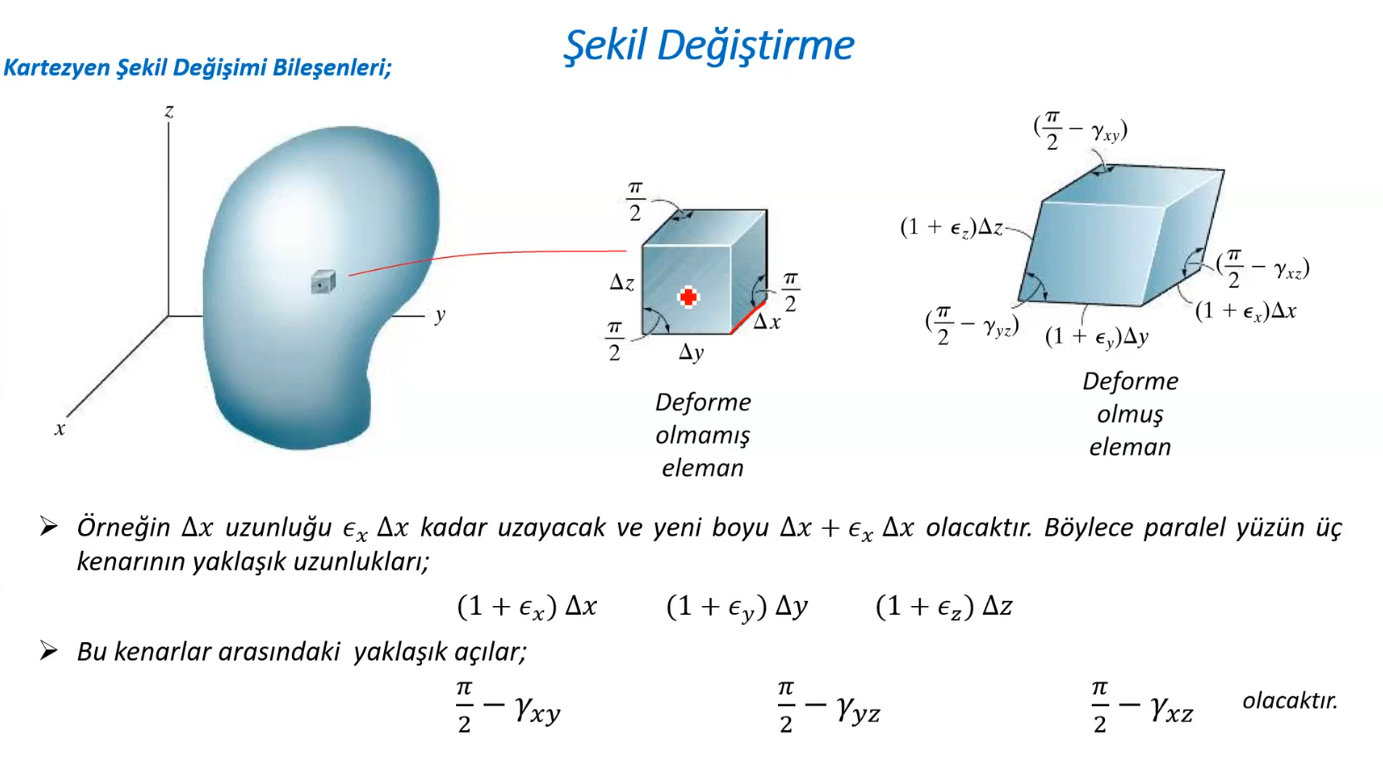 Şekil Değiştirme
Kartezyen Şekil Değişimi Bileşenleri;
z
y
x
π/2
Δz
π/2
Δy
Δx
π/2
Deforme
olmamış
eleman
(π/2 − γxy)
(1 + ϵz)Δz
(π/2 − γxz)
(1 + ϵx)Δx
(π/2 − γyz)
(1 + ϵy)Δy
Deforme
olmuş
eleman
➢ Örneğin Δx uzunluğu ϵx Δx kadar uzayacak ve yeni boyu Δx + ϵx Δx olacaktır. Böylece paralel yüzün üç
kenarının yaklaşık uzunlukları;
(1 + ϵx) Δx (1 + ϵy) Δy (1 + ϵz) Δz
➢ Bu kenarlar arasındaki yaklaşık açılar;
π/2 − γxy π/2 − γyz π/2 − γxz olacaktır.